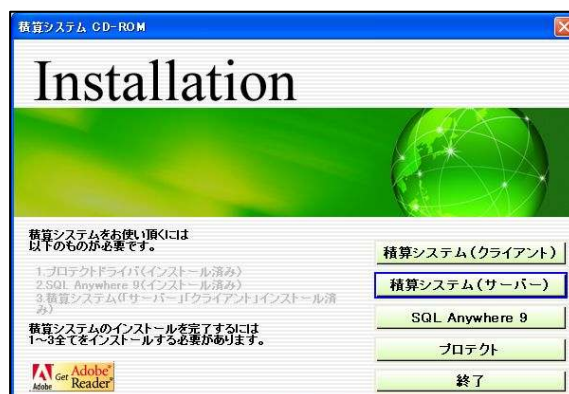 積算システム CD-ROM
Installation
積算システムをお使い頂くには
以下のものが必要です。
1.プロテクトドライバ(インストール済み)
2.SQL Anywhere 9(インストール済み)
3.積算システム(「サーバー」「クライアント」インストール済
み)
積算システムのインストールを完了するには
1～3全てをインストールする必要があります。
Adobe
Get Adobe®
Reader®
積算システム(クライアント)
積算システム(サーバー)
SQL Anywhere 9
プロテクト
終了